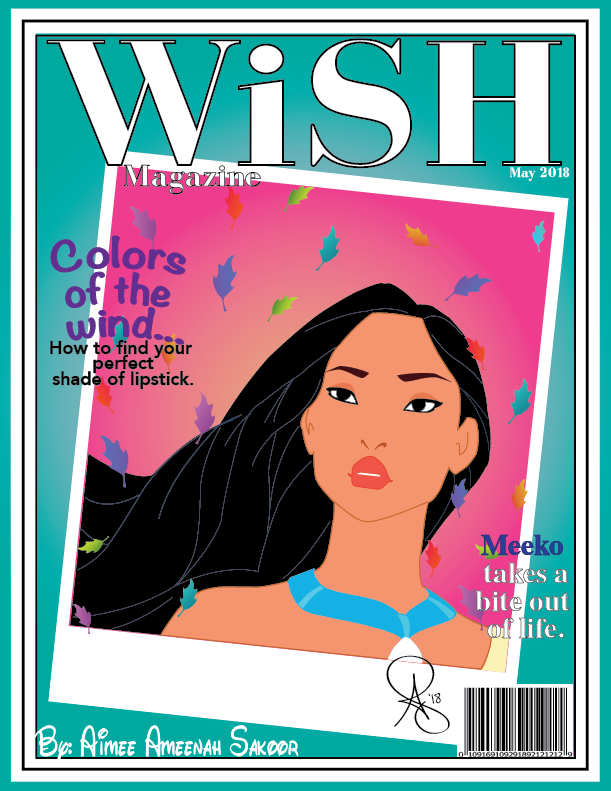 WiSH
Magazine
May 2018
Colors
of the
wind...
How to find your
perfect
shade of lipstick.
Meeko
takes a
bite out
of life.
'18
By: Aimee Ameenah Sakoor